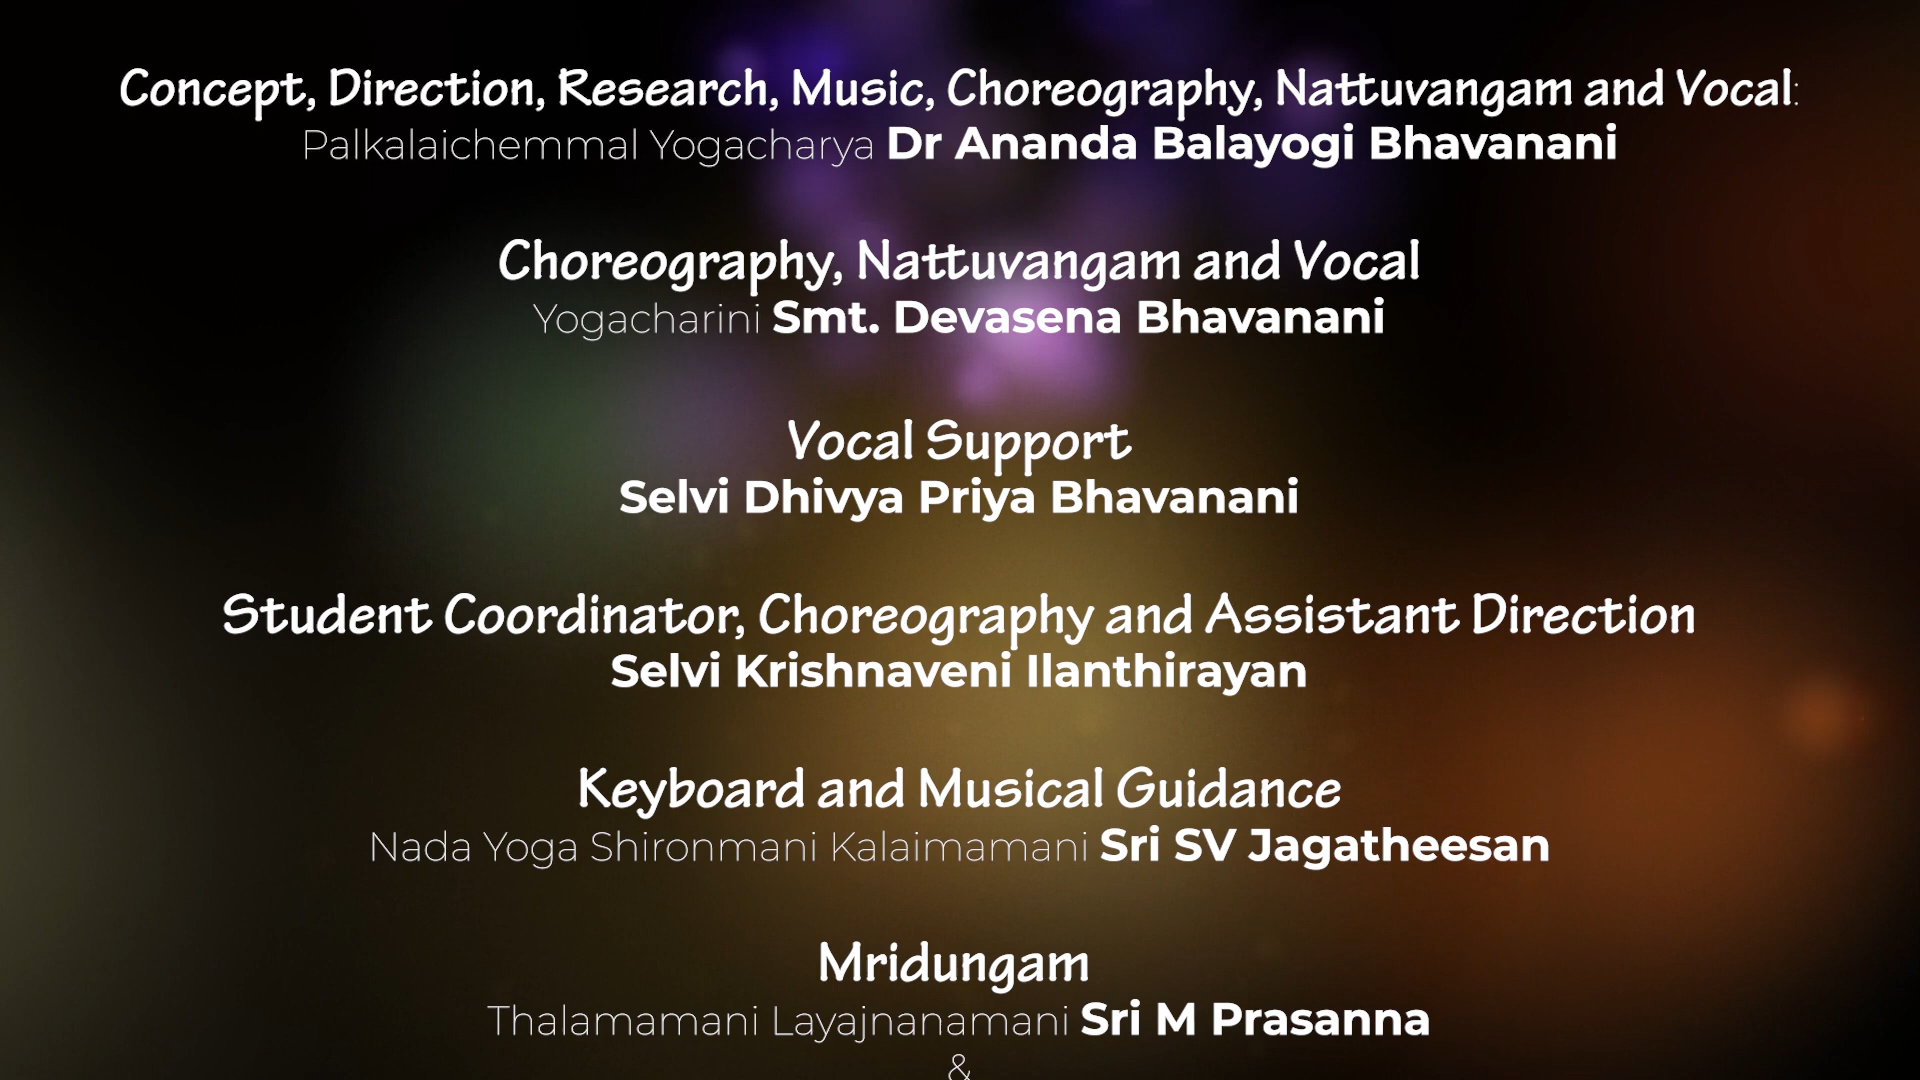 Concept, Direction, Research, Music, Choreography, Nattuvangam and Vocal:
Palkalaichemmal Yogacharya Dr Ananda Balayogi Bhavanani
Choreography, Nattuvangam and Vocal
Yogacharini Smt. Devasena Bhavanani
Vocal Support
Selvi Dhivya Priya Bhavanani
Student Coordinator, Choreography and Assistant Direction
Selvi Krishnaveni Ilanthirayan
Keyboard and Musical Guidance
Nada Yoga Shironmani Kalaimamani Sri SV Jagatheesan
Mridungam
Thalamamani Layajnanamani Sri M Prasanna
&